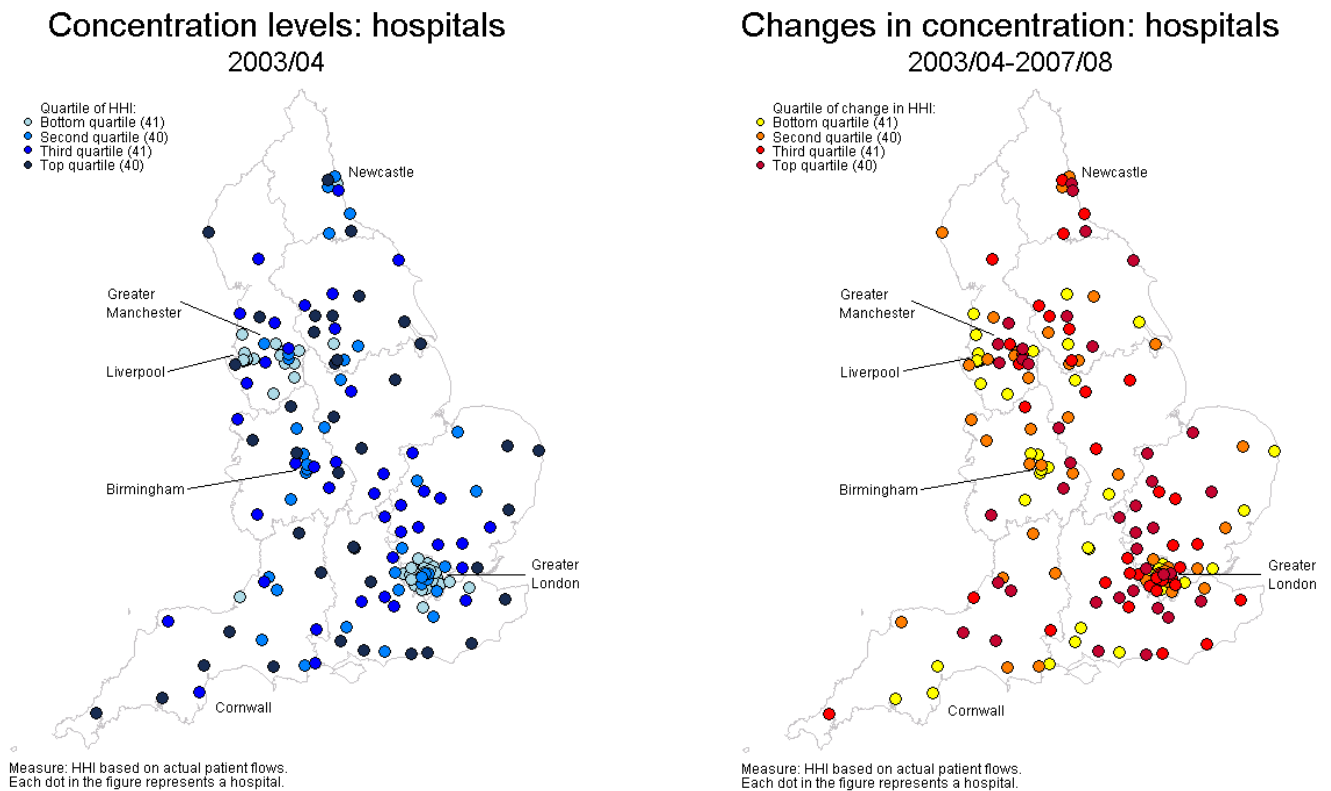 Concentration levels: hospitals
2003/04
Quartile of HHI:
Bottom quartile (41)
Second quartile (40)
Third quartile (41)
Top quartile (40)
Newcastle
Greater
Manchester
Liverpool
Birmingham
Greater
London
Cornwall
Measure: HHI based on actual patient flows.
Each dot in the figure represents a hospital.
Changes in concentration: hospitals
2003/04-2007/08
Quartile of change in HHI:
Bottom quartile (41)
Second quartile (40)
Third quartile (41)
Top quartile (40)
Newcastle
Greater
Manchester
Liverpool
Birmingham
Greater
London
Cornwall
Measure: HHI based on actual patient flows.
Each dot in the figure represents a hospital.